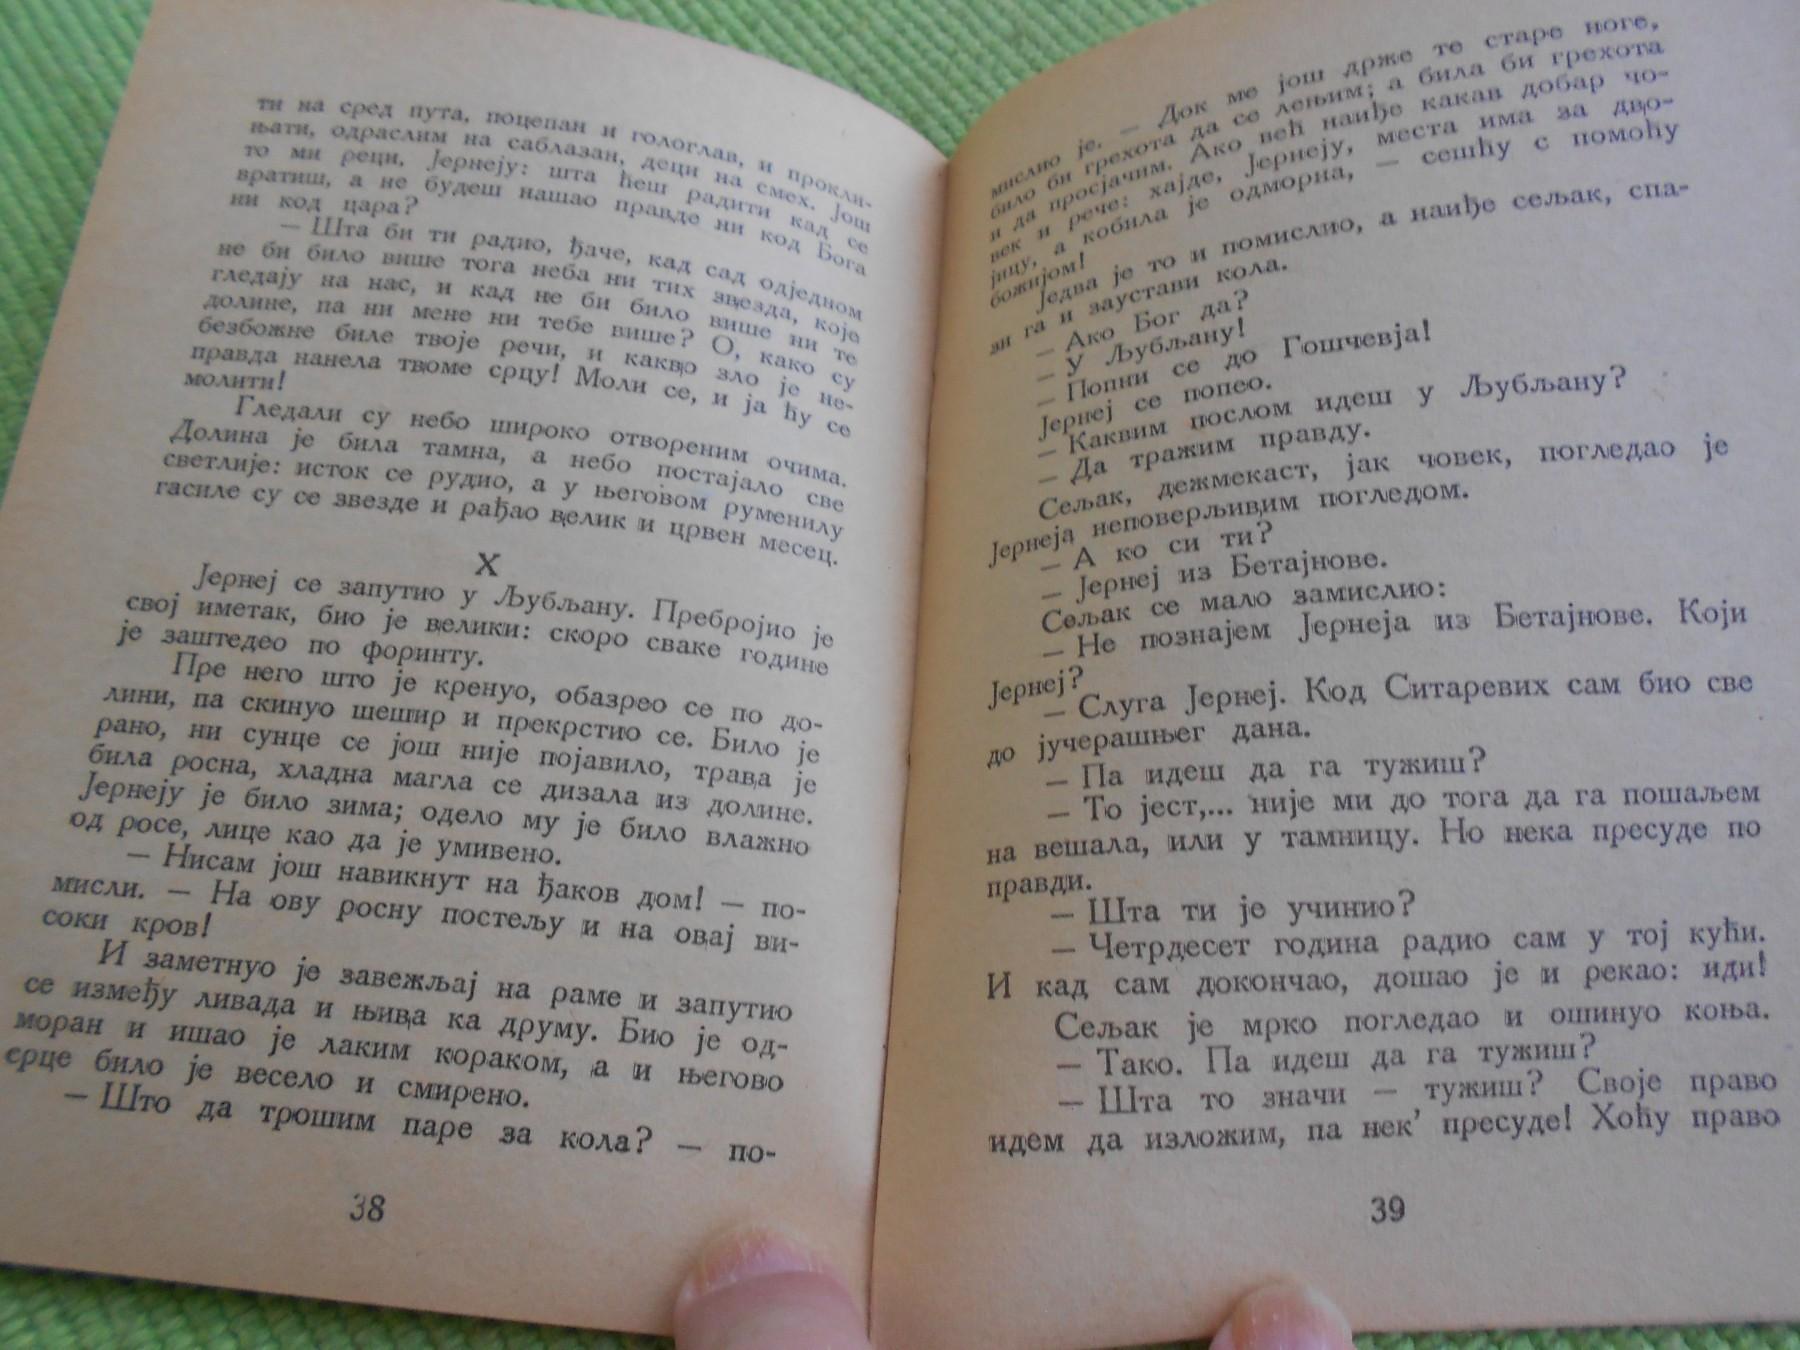 ти на сред пута, поцепан и гологлав, и прокли-
њати, одраслим на саблазан, деци на смех. Још
то ми реци, Јернеју: шта ћеш радити кад се
вратиш, а не будеш нашао правде ни код Бога
ни код цара?
— Шта би ти радио, ђаче, кад сад одједном
не би било више тога неба ни тих звезда, које
гледају на нас, и кад не би било више ни те
долине, па ни мене ни тебе више? О, како су
безбожне биле твоје речи, и какво зло је не-
правда нанела твоме срцу! Моли се, и ја ћу се
молити!
Гледали су небо широко отвореним очима.
Долина је била тамна, а небо постајало све
светлије: исток се рудио, а у његовом руменилу
гасиле су се звезде и рађао велик и црвен месец.
X
Јернеј се запутио у Љубљану. Пребројио је
свој иметак, био је велики: скоро сваке године
је заштедео по форинту.
Пре него што је кренуо, обазрео се по до-
лини, па скинуо шешир и прекрстио се. Било је
рано, ни сунце се још није појавило, трава је
била росна, хладна магла се дизала из долине.
Јернеју је било зима; одело му је било влажно
од росе, лице као да је умивено.
— Нисам још навикнут на ђаков дом! — по-
мисли. — На ову росну постељу и на овај ви-
соки кров!
И заметнуо је завежљај на раме и запутио
се између ливада и њива ка друму. Био је од-
моран и ишао је лаким кораком, а и његово
срце било је весело и смирено.
— Што да трошим паре за кола? — по-
38
мислио је. — Док ме још држе те старе ноге,
било би грехота да се лењим; а била би грехота
и да просјачим. Ако већ наиђе какав добар чо-
век и рече: хајде, Јернеју, места има за дво-
јицу, а кобила је одморна, — сешћу с помоћу
божијом!
Једва је то и помислио, а наиђе сељак, спа-
зи га и заустави кола.
— Ако Бог да?
— У Љубљану!
— Попни се до Гошчевја!
Јернеј се попео.
— Каквим послом идеш у Љубљану?
— Да тражим правду.
Сељак, дежмекаст, јак човек, погледао је
Јернеја неповерљивим погледом.
— А ко си ти?
— Јернеј из Бетајнове.
Сељак се мало замислио:
— Не познајем Јернеја из Бетајнове. Који
Јернеј?
— Слуга Јернеј. Код Ситаревих сам био све
до јучерашњег дана.
— Па идеш да га тужиш?
— То јест,... није ми до тога да га пошаљем
на вешала, или у тамницу. Но нека пресуде по
правди.
— Шта ти је учинио?
— Четрдесет година радио сам у тој кући.
И кад сам докончао, дошао је и рекао: иди!
Сељак је мрко погледао и ошинуо коња.
— Тако. Па идеш да га тужиш?
— Шта то значи — тужиш? Своје право
идем да изложим, па нек’ пресуде! Хоћу право
39